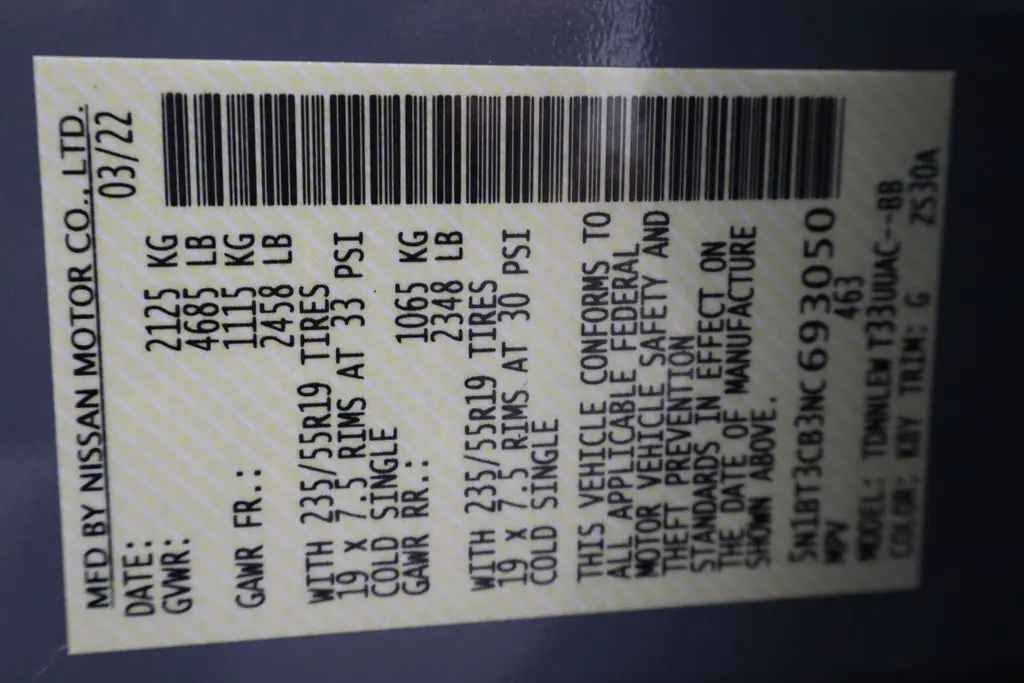 MFD BY NISSAN MOTOR CO., LTD.
DATE: 03/22
GVWR: 2125 KG
4685 LB
GAWR FR.: 1115 KG
2458 LB
WITH 235/55R19 TIRES
19 X 7.5 RIMS AT 33 PSI
COLD SINGLE
GAWR RR.: 1065 KG
2348 LB
WITH 235/55R19 TIRES
19 X 7.5 RIMS AT 30 PSI
COLD SINGLE
THIS VEHICLE CONFORMS TO
ALL APPLICABLE FEDERAL
MOTOR VEHICLE SAFETY AND
THEFT PREVENTION
STANDARDS IN EFFECT ON
THE DATE OF MANUFACTURE
SHOWN ABOVE.
5N1BT3CB3NC693050
MPV 463
MODEL: TDNNLEW T33UUAC--BB
COLOR: KBY TRIM: G 2530A